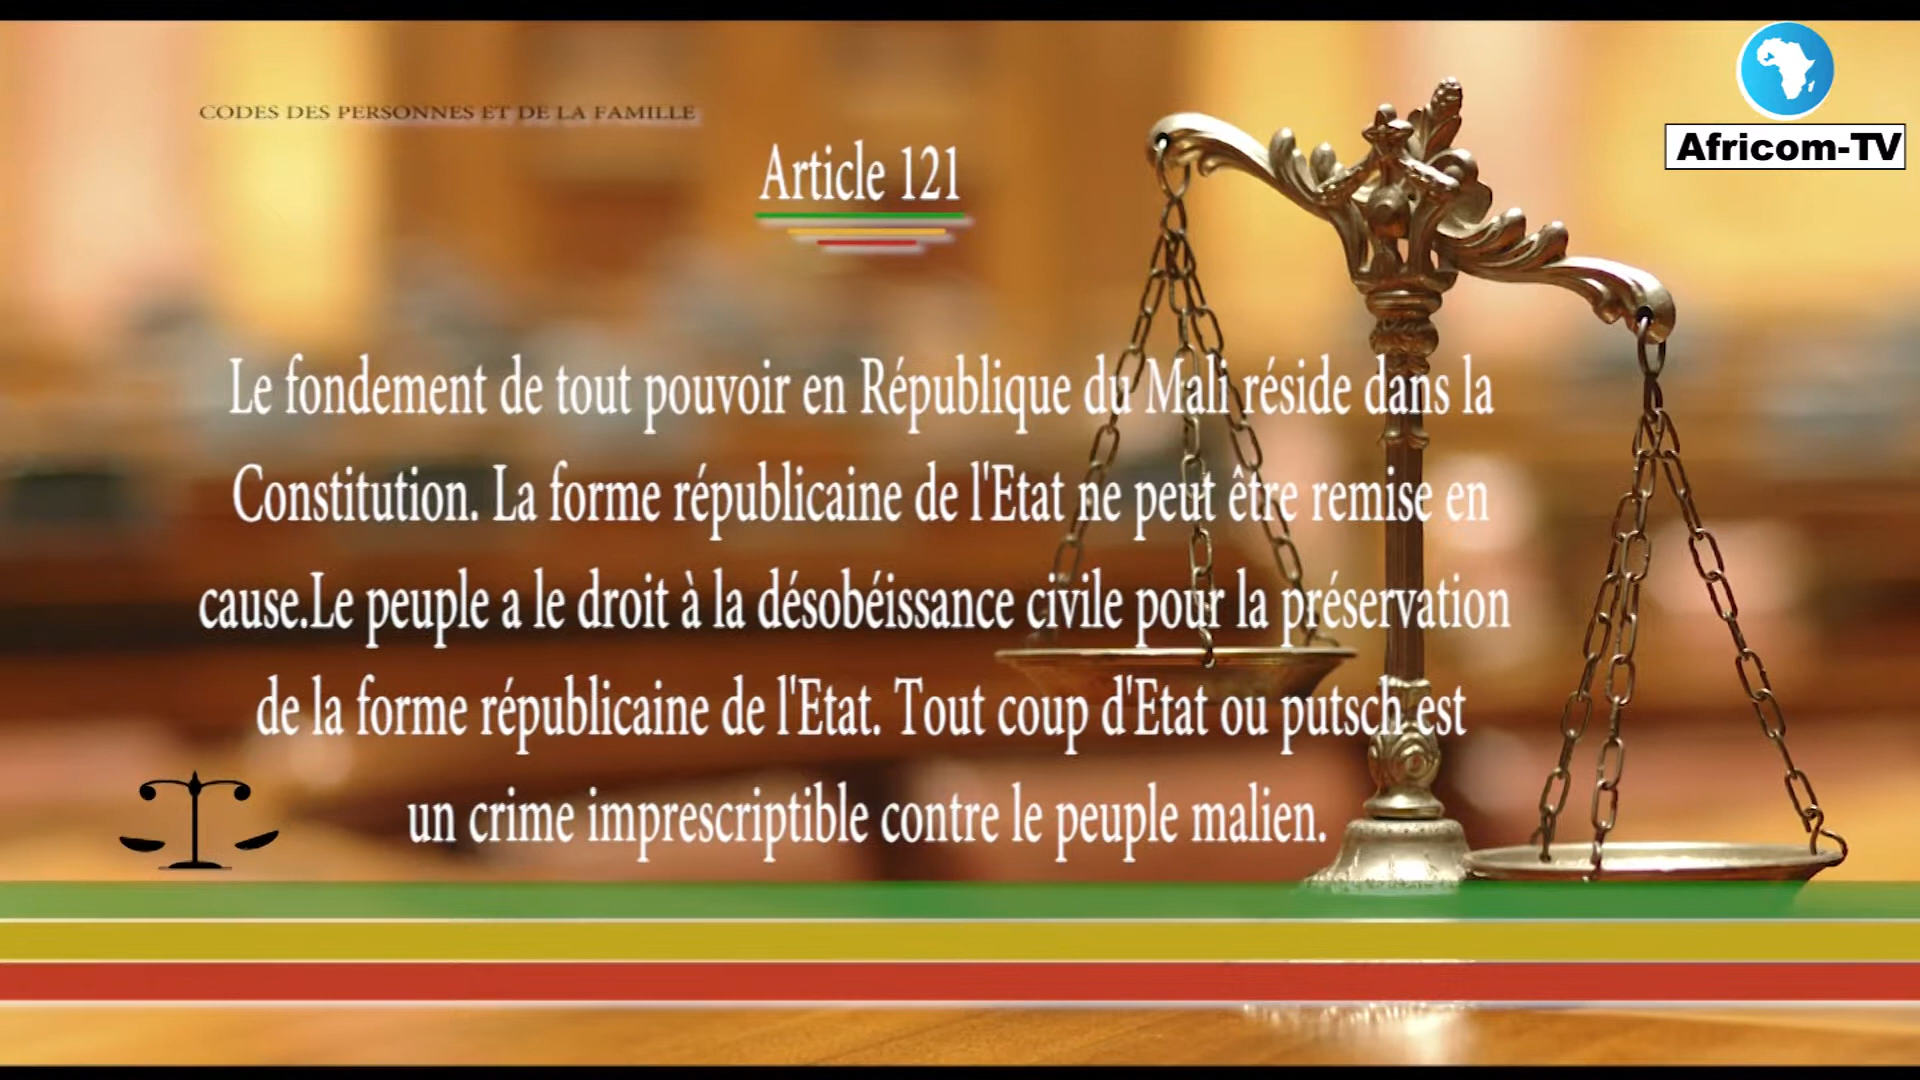 Africom-TV
CODES DES PERSONNES ET DE LA FAMILLE
Article 121
Le fondement de tout pouvoir en République du Mali réside dans la
Constitution. La forme républicaine de l'Etat ne peut être remise en
cause.Le peuple a le droit à la désobéissance civile pour la préservation
de la forme républicaine de l'Etat. Tout coup d'Etat ou putsch est
un crime imprescriptible contre le peuple malien.